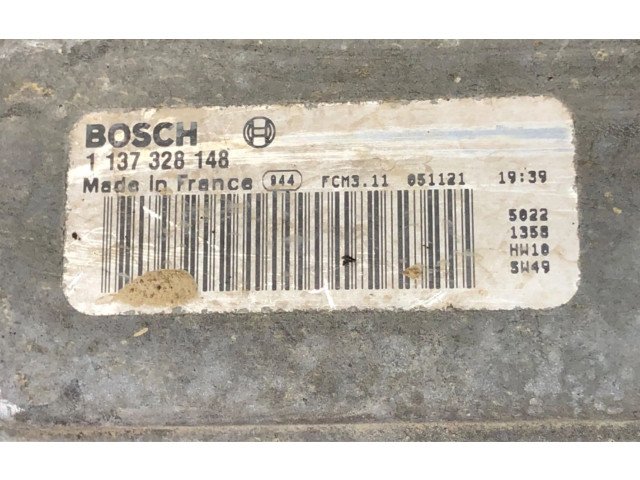 BOSCH
1 137 328 148
Made in France 944 FCM3.11 051121 19:39
5022
1358
HW10
SW49